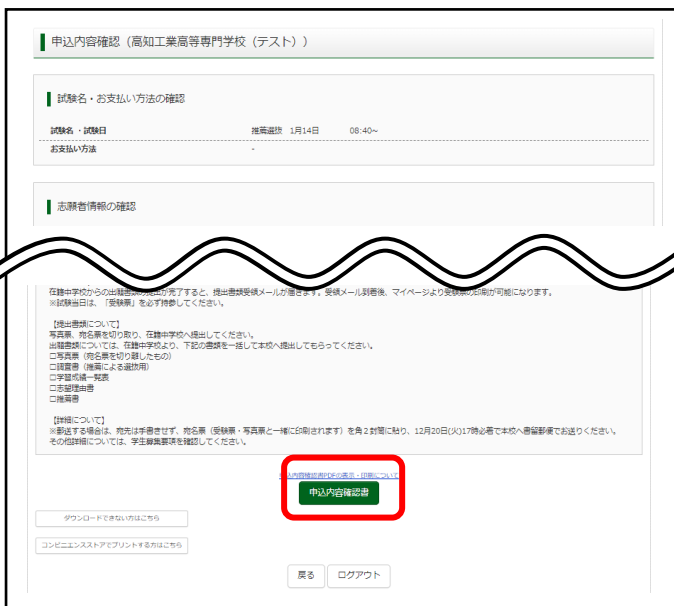 申込内容確認（高知工業高等専門学校（テスト））
試験名・お支払い方法の確認
試験名 ・試験日 推薦選抜 1月14日 08:40~
お支払い方法 -
志願者情報の確認
在籍中学校からの出願書類の提出が完了すると、提出書類受領メールが届きます。受領メール到着後、マイページより受験票の印刷が可能になります。
※試験当日は、「受験票」を必ず持参してください。
【提出書類について】
写真票、宛名票を切り取り、在籍中学校へ提出してください。
出願書類については、在籍中学校より、下記の書類を一括して本校へ提出してもらってください。
□写真票（宛名票を切り離したもの）
□調査書（推薦による選抜用）
□学習成績一覧表
□志望理由書
□推薦書
【詳細について】
※郵送する場合は、宛先は手書きせず、宛名票（受験票・写真票と一緒に印刷されます）を角２封筒に貼り、12月20日(火)17時必着で本校へ書留郵便でお送りください。
その他詳細については、学生募集要項を確認してください。
申込内容確認書PDFの表示・印刷について
申込内容確認書
ダウンロードできない方はこちら
コンビニエンスストアでプリントする方はこちら
戻る ログアウト